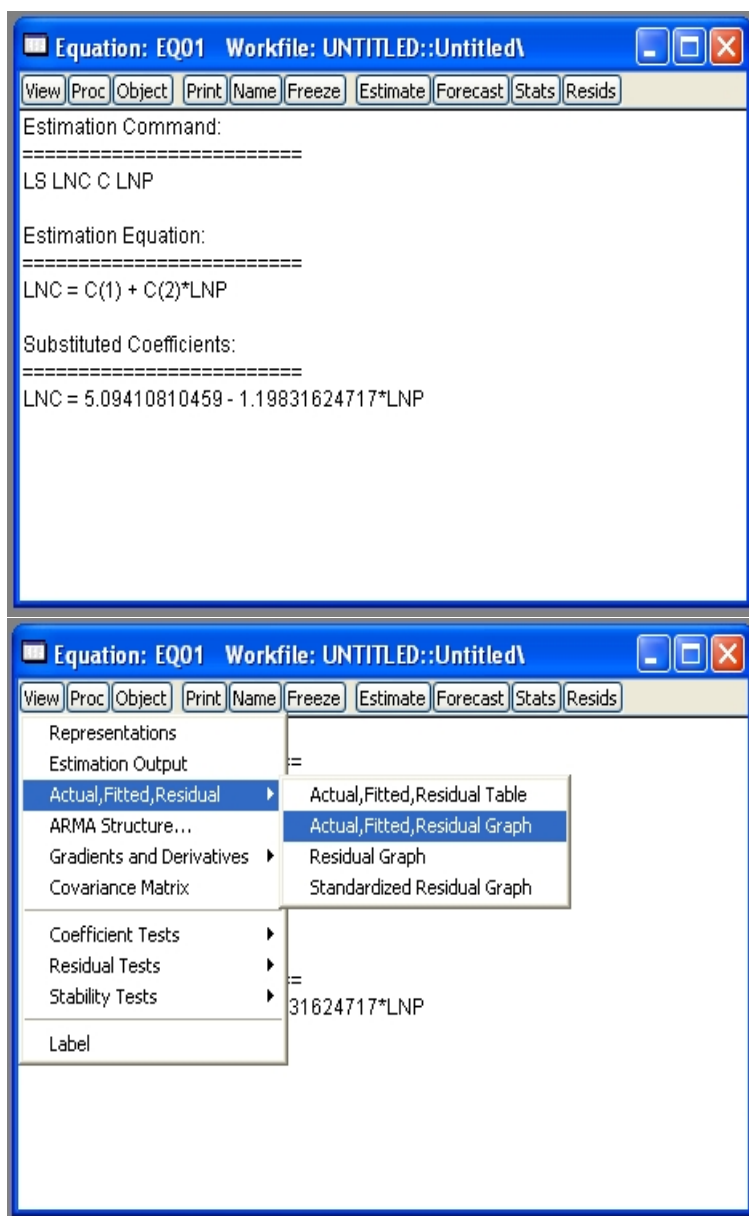 Equation: EQ01 Workfile: UNTITLED::Untitled\
View Proc Object Print Name Freeze Estimate Forecast Stats Resids
Estimation Command:
=========================
LS LNC C LNP
Estimation Equation:
=========================
LNC = C(1) + C(2)*LNP
Substituted Coefficients:
=========================
LNC = 5.09410810459 - 1.19831624717*LNP
Equation: EQ01 Workfile: UNTITLED::Untitled\
View Proc Object Print Name Freeze Estimate Forecast Stats Resids
Representations
Estimation Output
Actual,Fitted,Residual
Actual,Fitted,Residual Table
ARMA Structure...
Actual,Fitted,Residual Graph
Gradients and Derivatives
Residual Graph
Covariance Matrix
Standardized Residual Graph
Coefficient Tests
Residual Tests
Stability Tests
31624717*LNP
Label